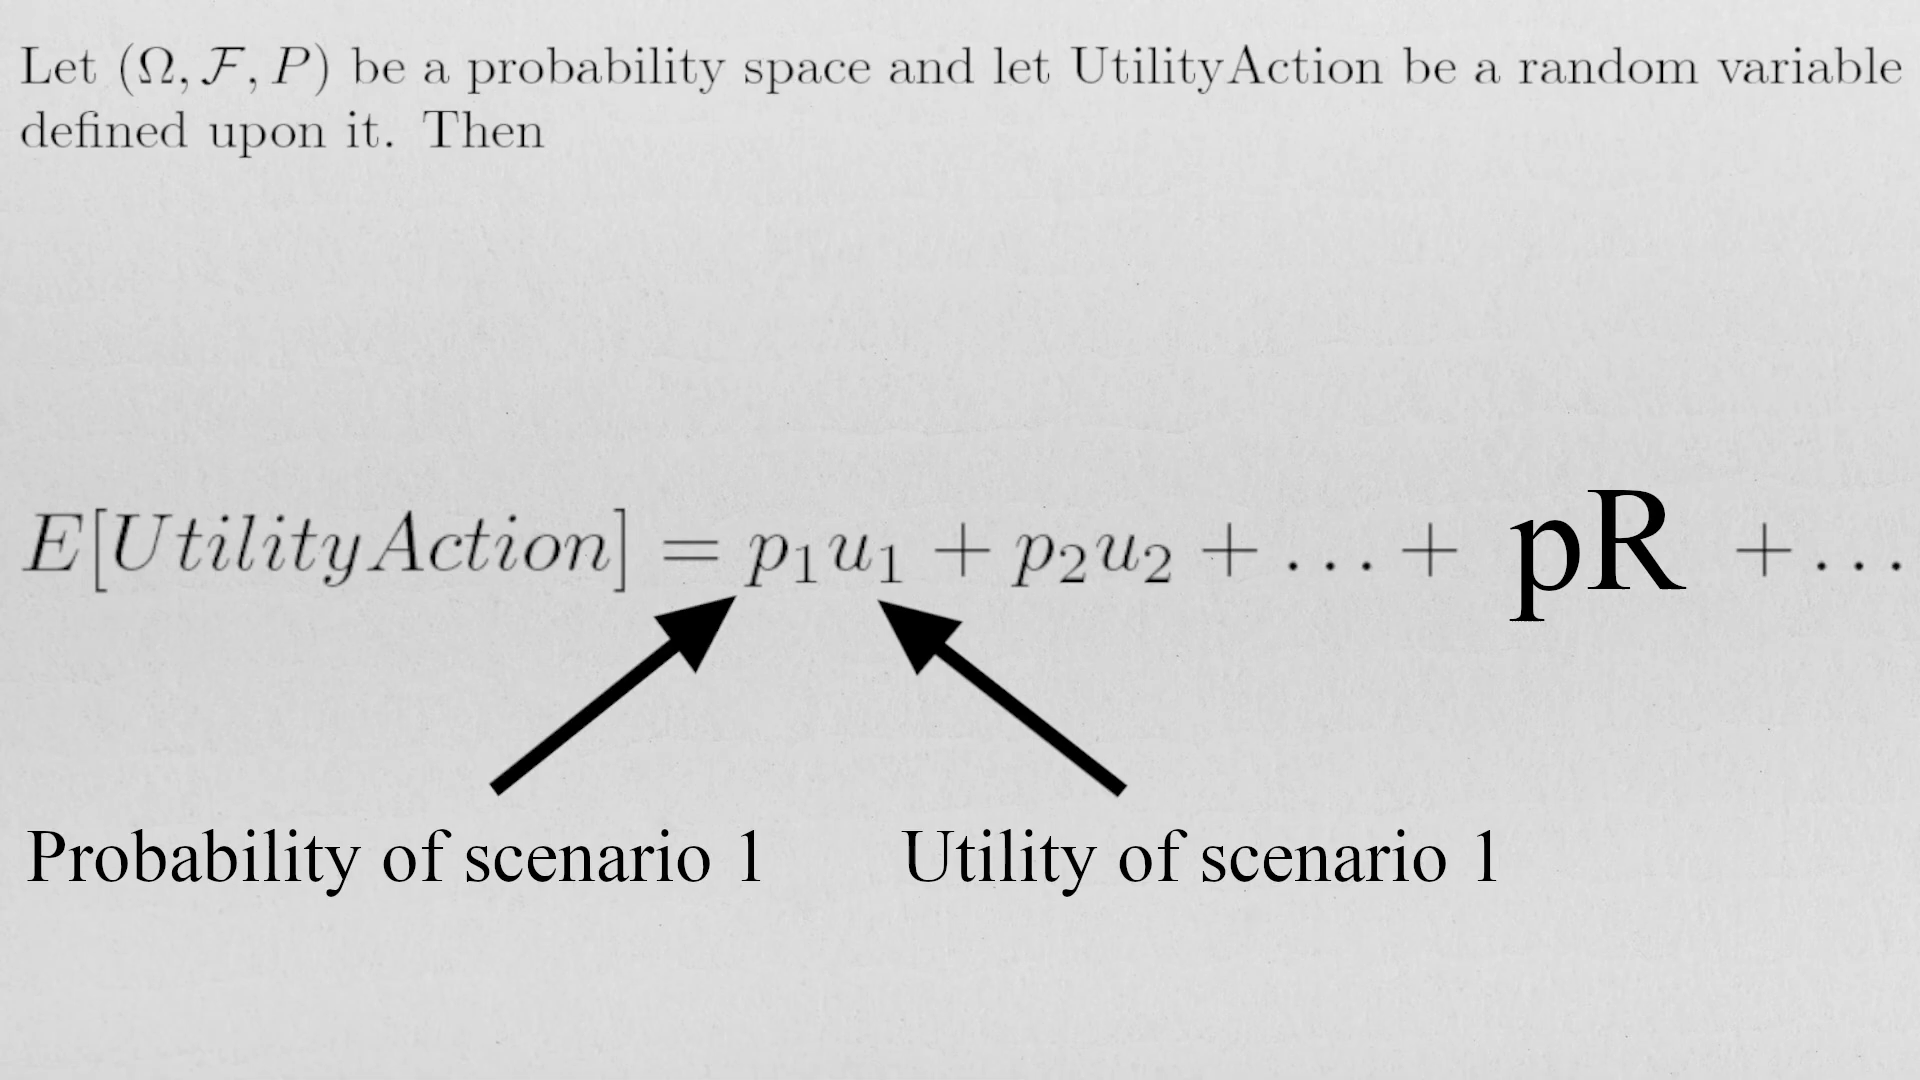 Let (Ω, ℱ, P) be a probability space and let UtilityAction be a random variable
defined upon it. Then
E[UtilityAction] = p₁u₁ + p₂u₂ + . . . + pR + . . .
Probability of scenario 1
Utility of scenario 1